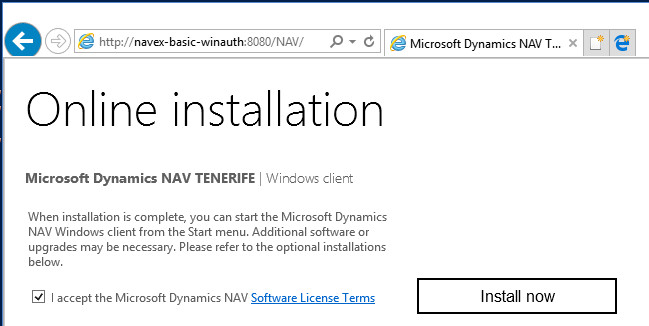 http://navex-basic-winauth:8080/NAV/
Microsoft Dynamics NAV T...
Online installation
Microsoft Dynamics NAV TENERIFE | Windows client
When installation is complete, you can start the Microsoft Dynamics
NAV Windows client from the Start menu. Additional software or
upgrades may be necessary. Please refer to the optional installations
below.
I accept the Microsoft Dynamics NAV Software License Terms
Install now